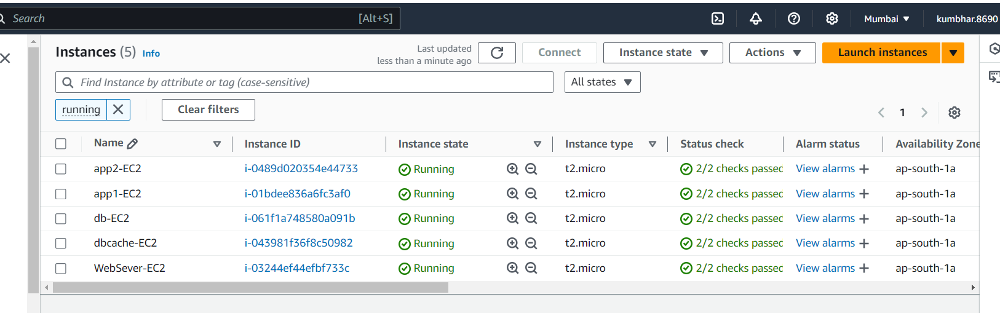 Search [Alt+S] Mumbai kumbhar.8690
Instances (5) Info Last updated less than a minute ago Connect Instance state Actions Launch instances
Find Instance by attribute or tag (case-sensitive) All states
running Clear filters 1
Name Instance ID Instance state Instance type Status check Alarm status Availability Zone
app2-EC2 i-0489d020354e44733 Running t2.micro 2/2 checks passed View alarms + ap-south-1a
app1-EC2 i-01bdee836a6fc3af0 Running t2.micro 2/2 checks passed View alarms + ap-south-1a
db-EC2 i-061f1a748580a091b Running t2.micro 2/2 checks passed View alarms + ap-south-1a
dbcache-EC2 i-043981f36f8c50982 Running t2.micro 2/2 checks passed View alarms + ap-south-1a
WebSever-EC2 i-03244ef44efbf733c Running t2.micro 2/2 checks passed View alarms + ap-south-1a